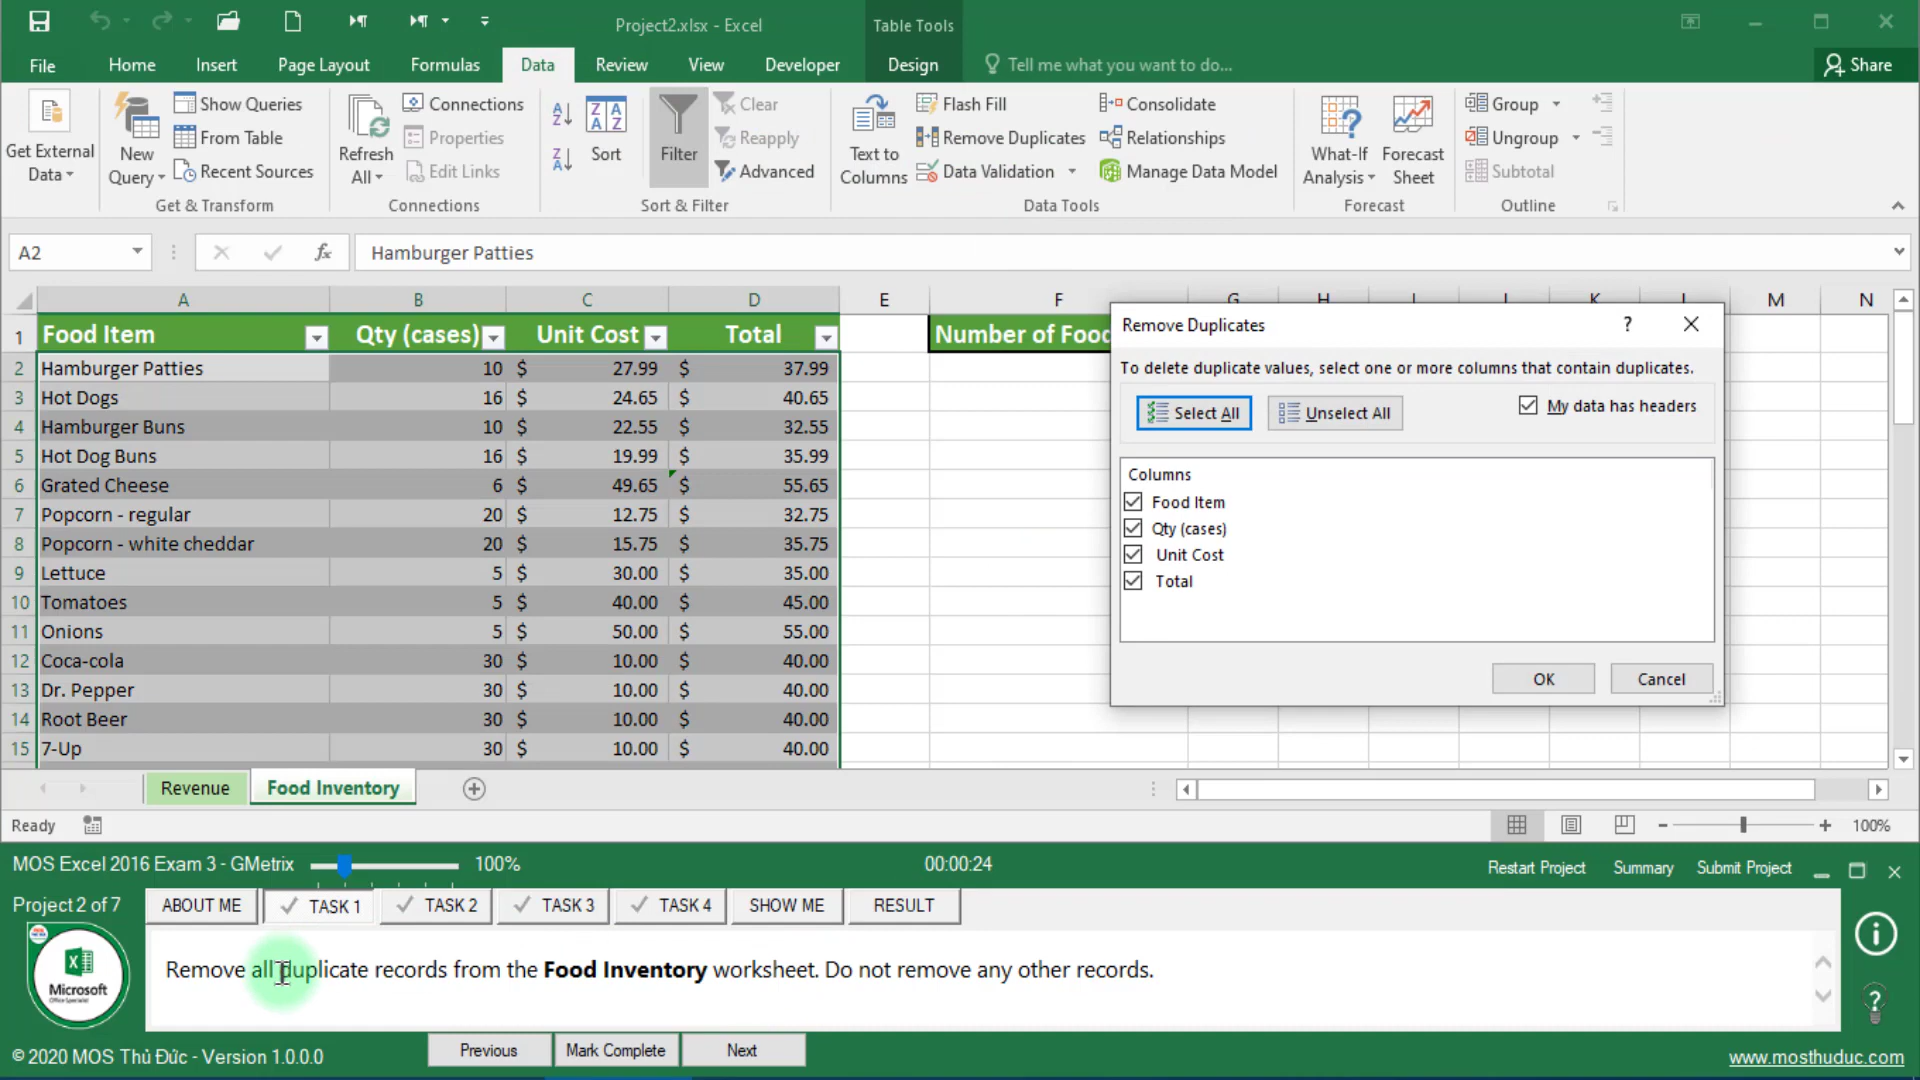 Project2.xlsx - Excel
Table Tools
File
Home
Insert
Page Layout
Formulas
Data
Review
View
Developer
Design
Tell me what you want to do...
Share
Get External Data
New Query
Show Queries
From Table
Recent Sources
Get & Transform
Refresh All
Connections
Properties
Edit Links
Connections
Sort
Filter
Clear
Reapply
Advanced
Sort & Filter
Text to Columns
Flash Fill
Remove Duplicates
Data Validation
Consolidate
Relationships
Manage Data Model
Data Tools
What-If Analysis
Forecast Sheet
Forecast
Group
Ungroup
Subtotal
Outline
A2
fx
Hamburger Patties
A B C D E F G H I J K L M N
1 Food Item Qty (cases) Unit Cost Total Number of Food
2 Hamburger Patties 10 $ 27.99 $ 37.99
3 Hot Dogs 16 $ 24.65 $ 40.65
4 Hamburger Buns 10 $ 22.55 $ 32.55
5 Hot Dog Buns 16 $ 19.99 $ 35.99
6 Grated Cheese 6 $ 49.65 $ 55.65
7 Popcorn - regular 20 $ 12.75 $ 32.75
8 Popcorn - white cheddar 20 $ 15.75 $ 35.75
9 Lettuce 5 $ 30.00 $ 35.00
10 Tomatoes 5 $ 40.00 $ 45.00
11 Onions 5 $ 50.00 $ 55.00
12 Coca-cola 30 $ 10.00 $ 40.00
13 Dr. Pepper 30 $ 10.00 $ 40.00
14 Root Beer 30 $ 10.00 $ 40.00
15 7-Up 30 $ 10.00 $ 40.00
Remove Duplicates
To delete duplicate values, select one or more columns that contain duplicates.
Select All
Unselect All
My data has headers
Columns
Food Item
Qty (cases)
Unit Cost
Total
OK
Cancel
Revenue
Food Inventory
Ready
100%
MOS Excel 2016 Exam 3 - GMetrix
100%
00:00:24
Restart Project
Summary
Submit Project
Project 2 of 7
ABOUT ME
TASK 1
TASK 2
TASK 3
TASK 4
SHOW ME
RESULT
Remove all duplicate records from the Food Inventory worksheet. Do not remove any other records.
Microsoft
Office Specialist
Previous
Mark Complete
Next
© 2020 MOS Thủ Đức - Version 1.0.0.0
www.mosthuduc.com